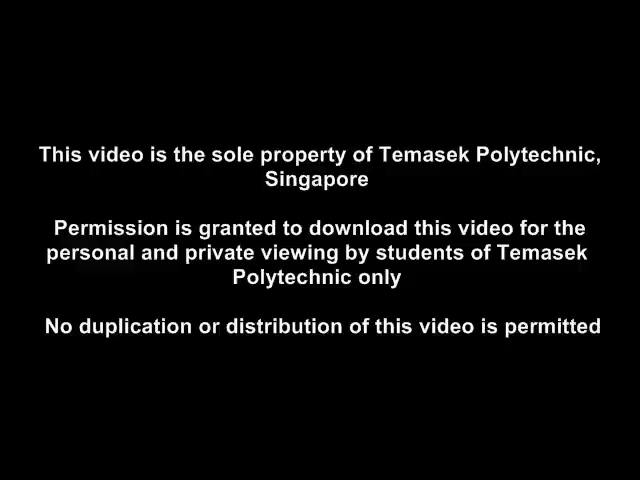 This video is the sole property of Temasek Polytechnic,
Singapore
Permission is granted to download this video for the
personal and private viewing by students of Temasek
Polytechnic only
No duplication or distribution of this video is permitted